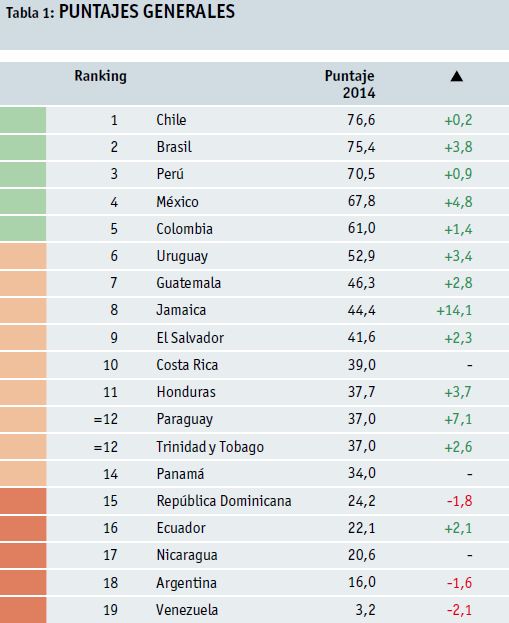 Tabla 1: PUNTAJES GENERALES
Ranking Puntaje 2014 ▲
1 Chile 76,6 +0,2
2 Brasil 75,4 +3,8
3 Perú 70,5 +0,9
4 México 67,8 +4,8
5 Colombia 61,0 +1,4
6 Uruguay 52,9 +3,4
7 Guatemala 46,3 +2,8
8 Jamaica 44,4 +14,1
9 El Salvador 41,6 +2,3
10 Costa Rica 39,0 -
11 Honduras 37,7 +3,7
=12 Paraguay 37,0 +7,1
=12 Trinidad y Tobago 37,0 +2,6
14 Panamá 34,0 -
15 República Dominicana 24,2 -1,8
16 Ecuador 22,1 +2,1
17 Nicaragua 20,6 -
18 Argentina 16,0 -1,6
19 Venezuela 3,2 -2,1